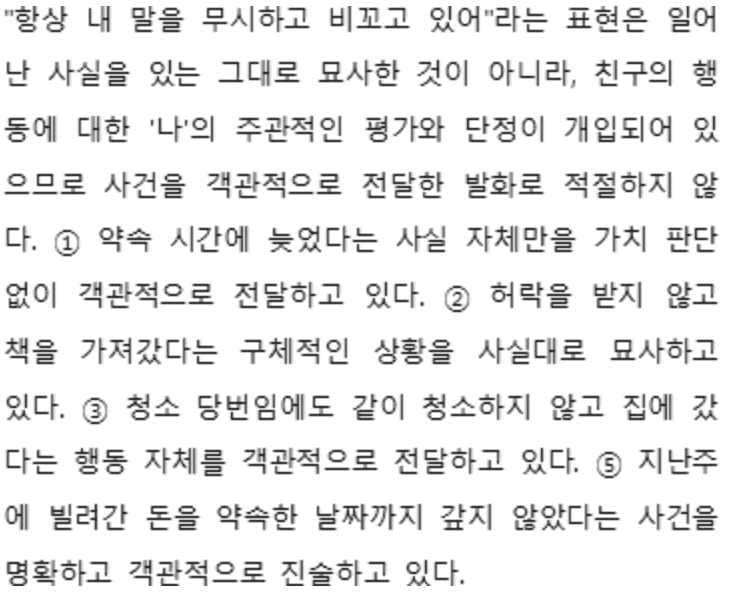 "항상 내 말을 무시하고 비꼬고 있어"라는 표현은 일어
난 사실을 있는 그대로 묘사한 것이 아니라, 친구의 행
동에 대한 '나'의 주관적인 평가와 단정이 개입되어 있
으므로 사건을 객관적으로 전달한 발화로 적절하지 않
다. ① 약속 시간에 늦었다는 사실 자체만을 가치 판단
없이 객관적으로 전달하고 있다. ② 허락을 받지 않고
책을 가져갔다는 구체적인 상황을 사실대로 묘사하고
있다. ③ 청소 당번임에도 같이 청소하지 않고 집에 갔
다는 행동 자체를 객관적으로 전달하고 있다. ⑤ 지난주
에 빌려간 돈을 약속한 날짜까지 갚지 않았다는 사건을
명확하고 객관적으로 진술하고 있다.